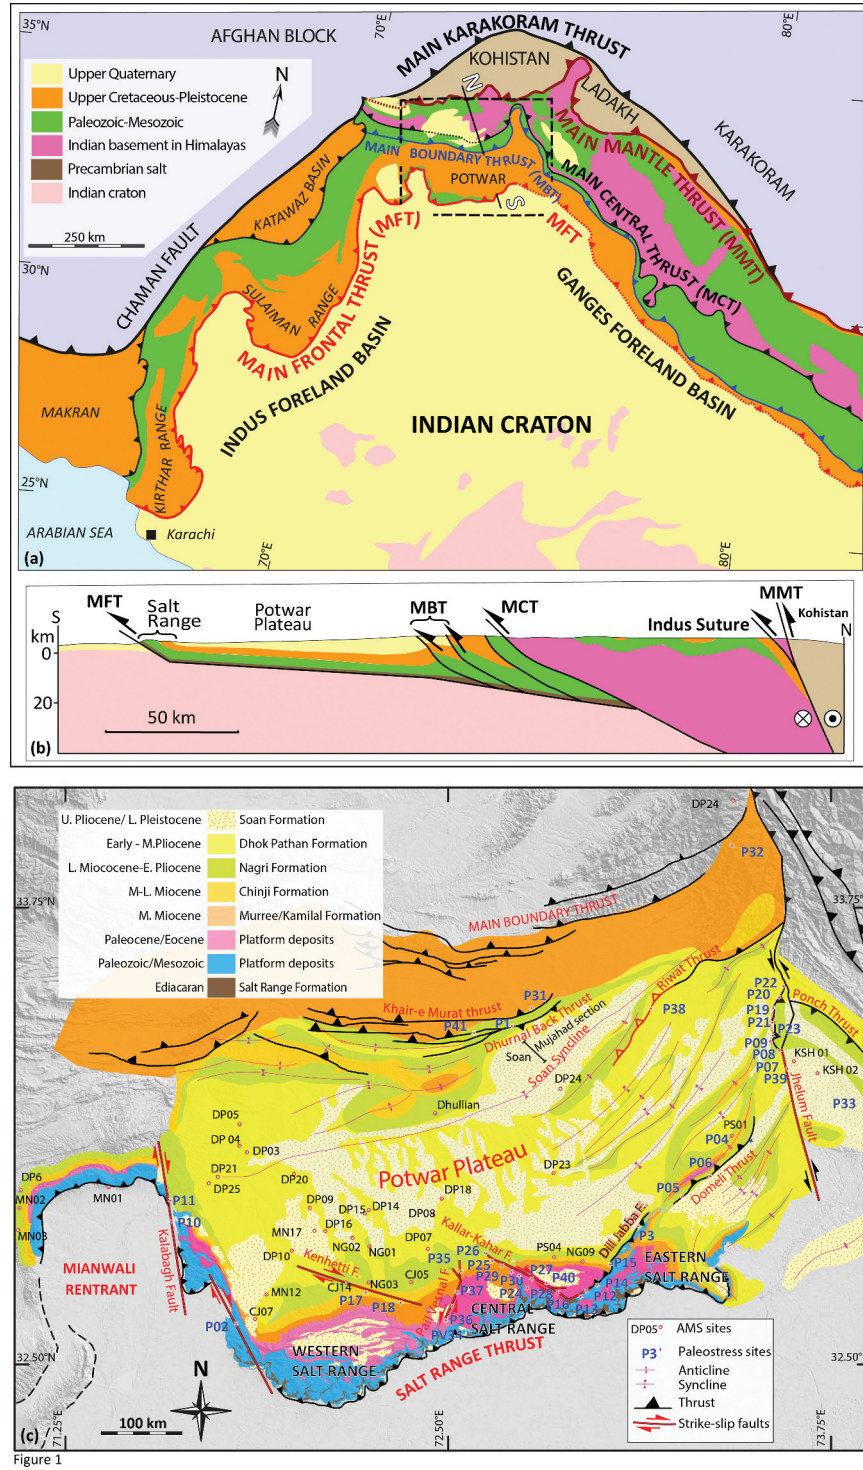 35°N
70°E
80°E
AFGHAN BLOCK
MAIN KARAKORAM THRUST
KOHISTAN
LADAKH
KARAKORAM
Upper Quaternary
Upper Cretaceous-Pleistocene
Paleozoic-Mesozoic
Indian basement in Himalayas
Precambrian salt
Indian craton
N
250 km
N
S
MAIN BOUNDARY THRUST (MBT)
POTWAR
MAIN MANTLE THRUST (MMT)
MAIN CENTRAL THRUST (MCT)
KATAWAZ BASIN
CHAMAN FAULT
30°N
SULAIMAN RANGE
MAIN FRONTAL THRUST (MFT)
MFT
INDUS FORELAND BASIN
GANGES FORELAND BASIN
MAKRAN
KIRTHAR RANGE
INDIAN CRATON
25°N
ARABIAN SEA
Karachi
70°E
80°E
(a)
S
MFT
Salt Range
Potwar Plateau
MBT
MCT
Indus Suture
MMT
Kohistan
N
km
0
20
50 km
(b)
U. Pliocene/ L. Pleistocene Soan Formation
Early - M.Pliocene Dhok Pathan Formation
L. Miococene-E. Pliocene Nagri Formation
M-L. Miocene Chinji Formation
M. Miocene Murree/Kamilal Formation
Paleocene/Eocene Platform deposits
Paleozoic/Mesozoic Platform deposits
Ediacaran Salt Range Formation
DP24
P32
33.75°N
33.75°N
MAIN BOUNDARY THRUST
Khair-e Murat thrust
P31
P41
P1
Dhurnal Back Thrust
Mujahad section
Soan
Soan Syncline
Riwat Thrust
P38
P22
P20
P19
P21
P23
P09
P08
P07
P39
Ponch Thrust
KSH 01
KSH 02
P33
Jhelum Fault
DP24
Dhullian
DP05
DP 04
DP03
DP21
DP25
DP20
Potwar Plateau
DP23
PS01
P04
P06
P05
Domeli Thrust
DP6
MN02
MN01
MN03
P11
P10
Kalabagh Fault
MIANWALI RENTRANT
DP09
DP15
DP14
DP18
DP08
MN17
DP16
NG02
NG01
DP07
DP10
Kenhetti F.
P35
Kallar-Kahar F.
P26
P25
P29
P30
P24
P27
P28
P40
PS04
NG09
Dill Jabba F.
P3
P15
P14
P12
P13
P16
EASTERN SALT RANGE
MN12
CJ14
NG03
CJ05
P17
P18
P37
P36
PV34
CENTRAL SALT RANGE
CJ07
P02
WESTERN SALT RANGE
SALT RANGE THRUST
32.50°N
32.50°N
N
100 km
DP05 AMS sites
P3 Paleostress sites
Anticline
Syncline
Thrust
Strike-slip faults
(c)
71.25°E
72.50°E
73.75°E
Figure 1